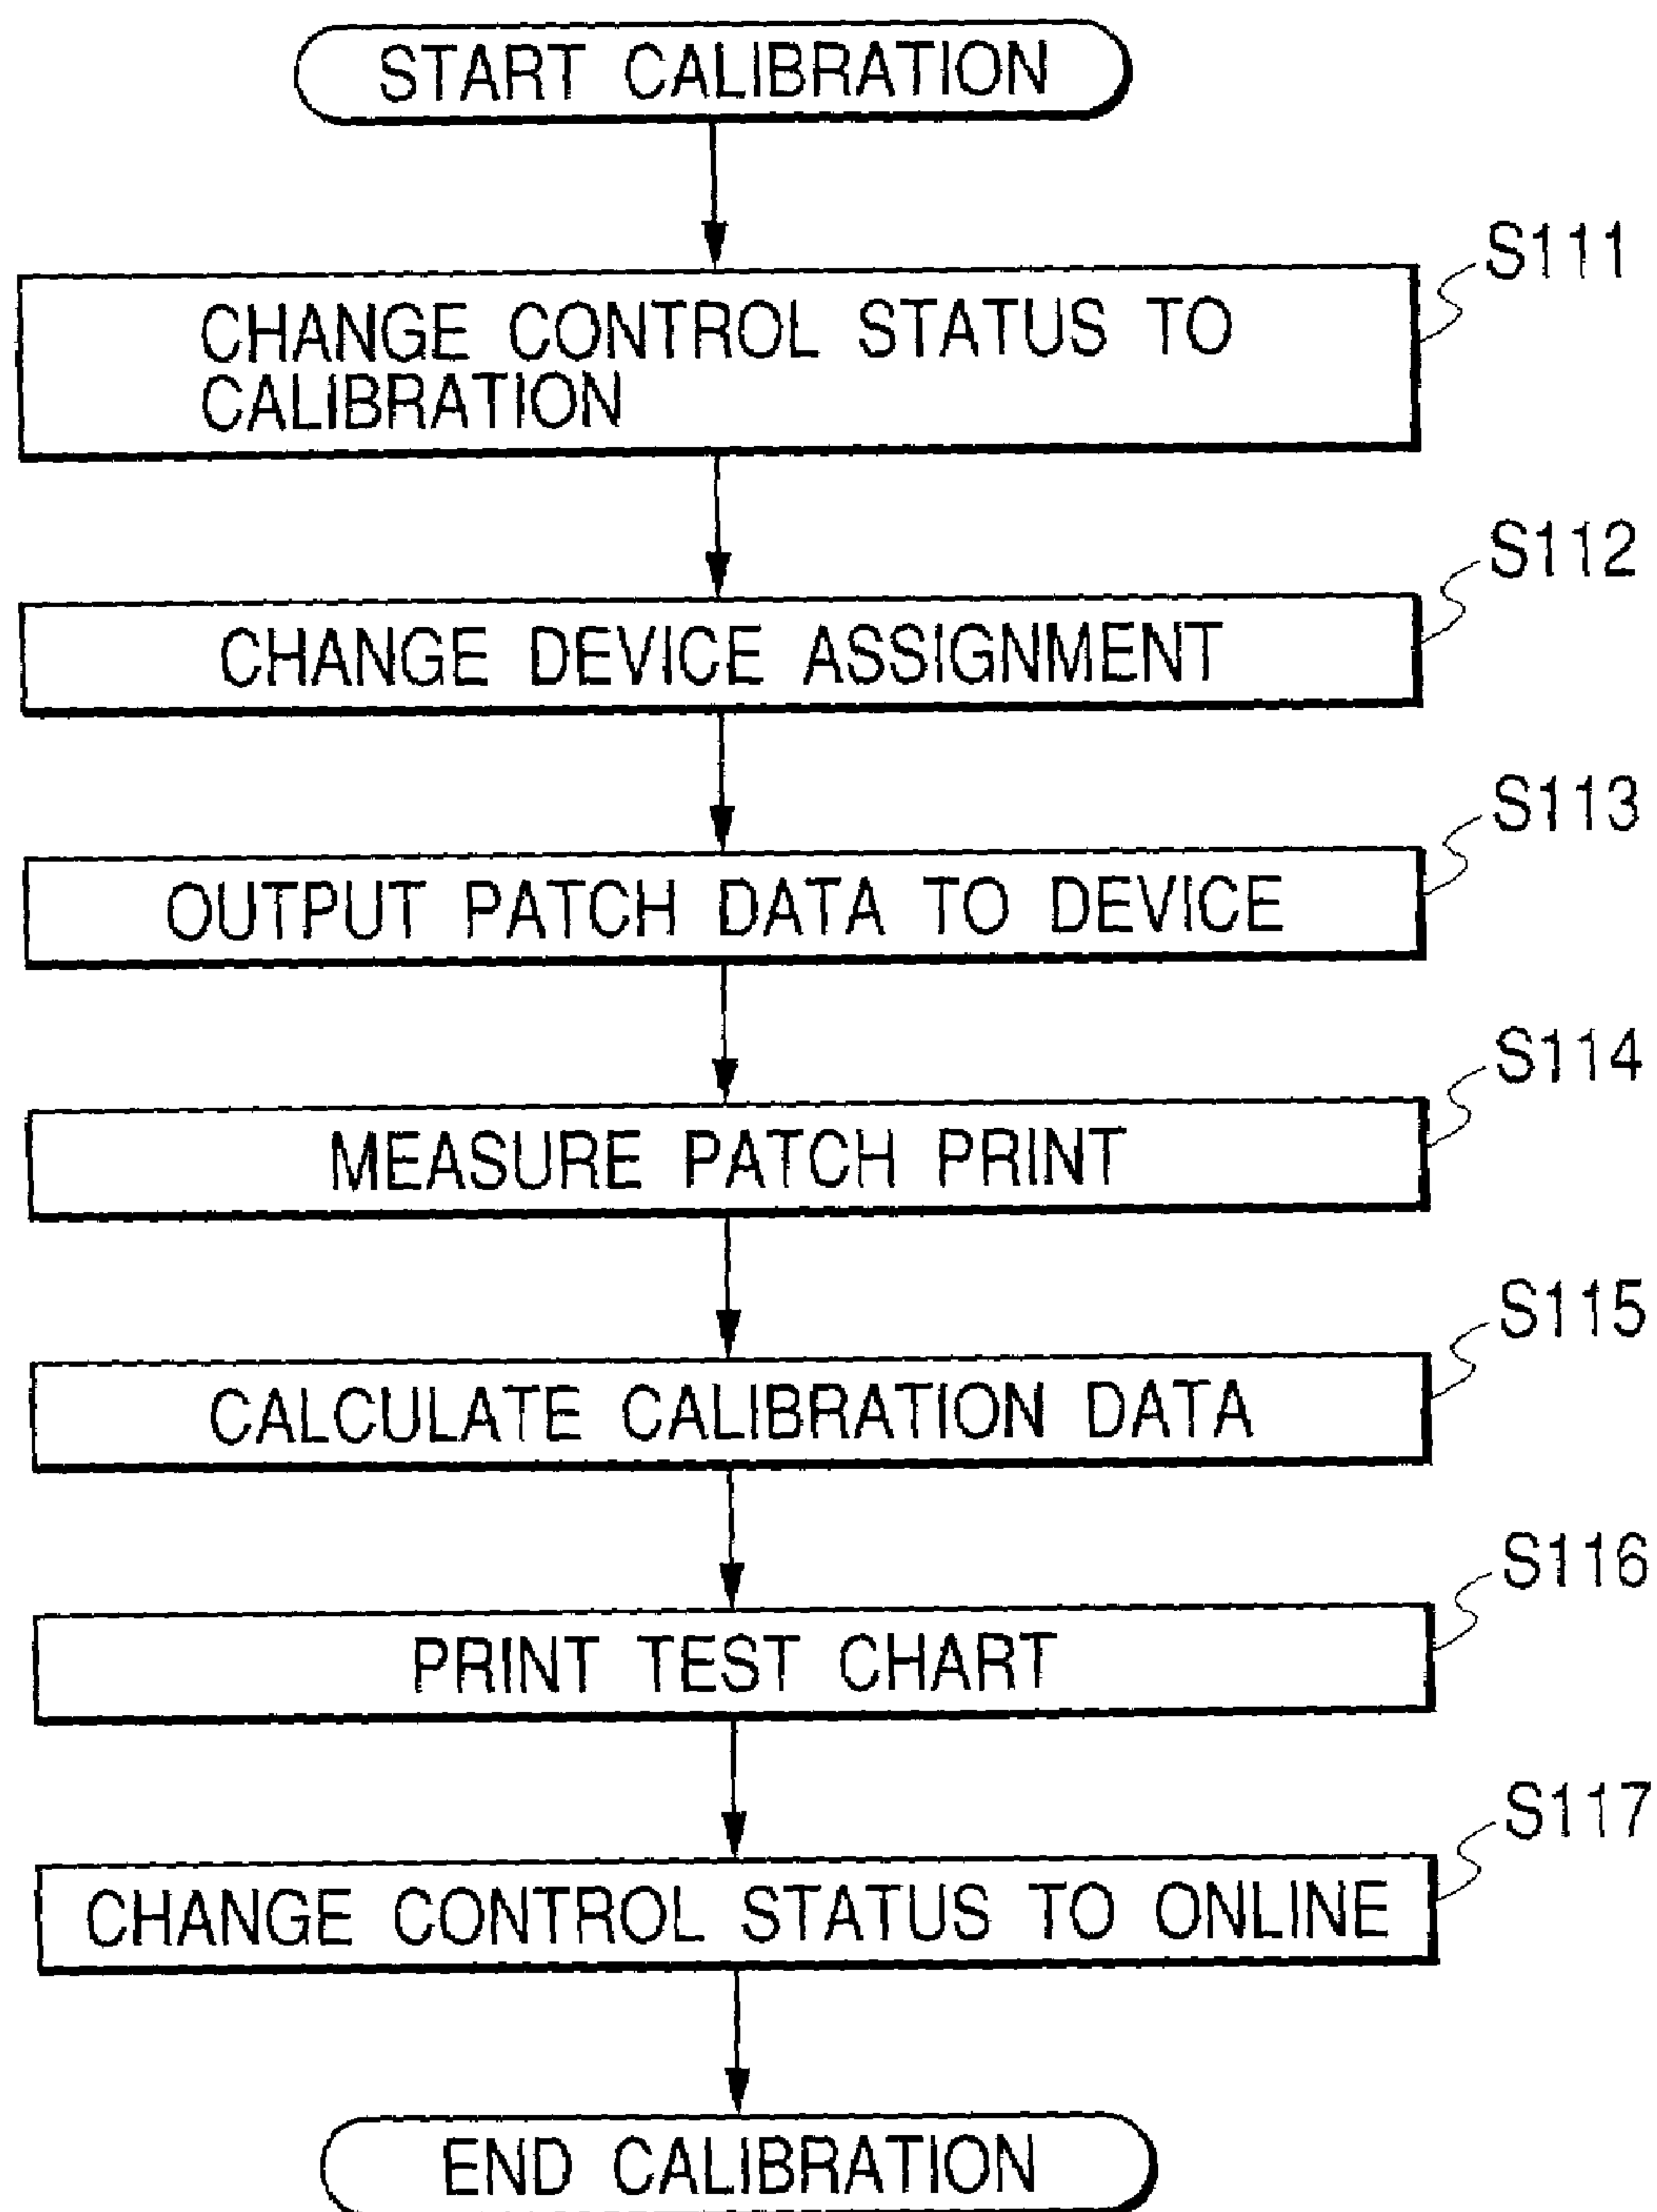 START CALIBRATION
S111
CHANGE CONTROL STATUS TO
CALIBRATION
S112
CHANGE DEVICE ASSIGNMENT
S113
OUTPUT PATCH DATA TO DEVICE
S114
MEASURE PATCH PRINT
S115
CALCULATE CALIBRATION DATA
S116
PRINT TEST CHART
S117
CHANGE CONTROL STATUS TO ONLINE
END CALIBRATION